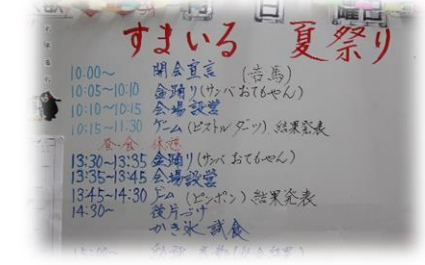 すまいる 夏祭り
10:00~ 開会宣言 (吉馬)
10:05~10:10 金踊り(サンバおてもやん)
10:10~10:15 会場設営
10:15~11:30 ゲーム(ピストルダーツ)結果発表
昼・会 休憩
13:30~13:35 金踊り(サンバおてもやん)
13:35~13:45 会場設営
13:45~14:30 ゲーム (ピンポン)結果発表
14:30~ 後片づけ
かき氷 試食